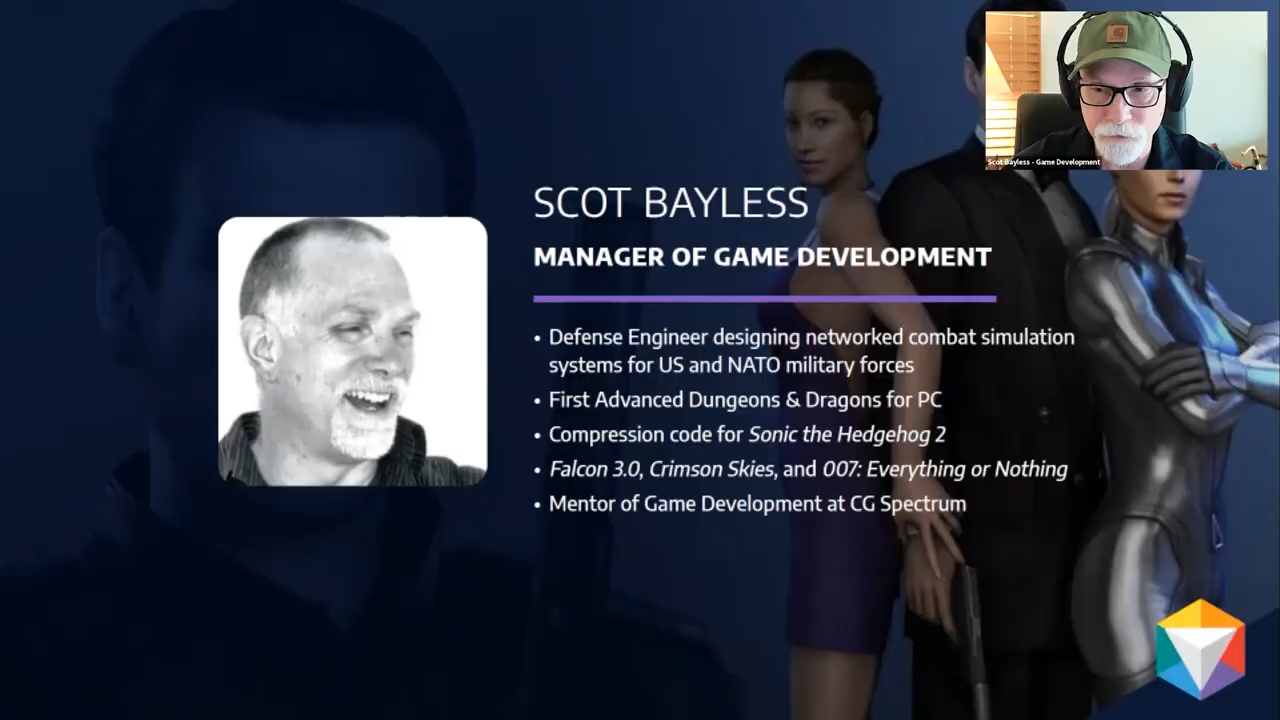 Scot Bayless - Game Development
SCOT BAYLESS
MANAGER OF GAME DEVELOPMENT
• Defense Engineer designing networked combat simulation
systems for US and NATO military forces
• First Advanced Dungeons & Dragons for PC
• Compression code for Sonic the Hedgehog 2
• Falcon 3.0, Crimson Skies, and 007: Everything or Nothing
• Mentor of Game Development at CG Spectrum